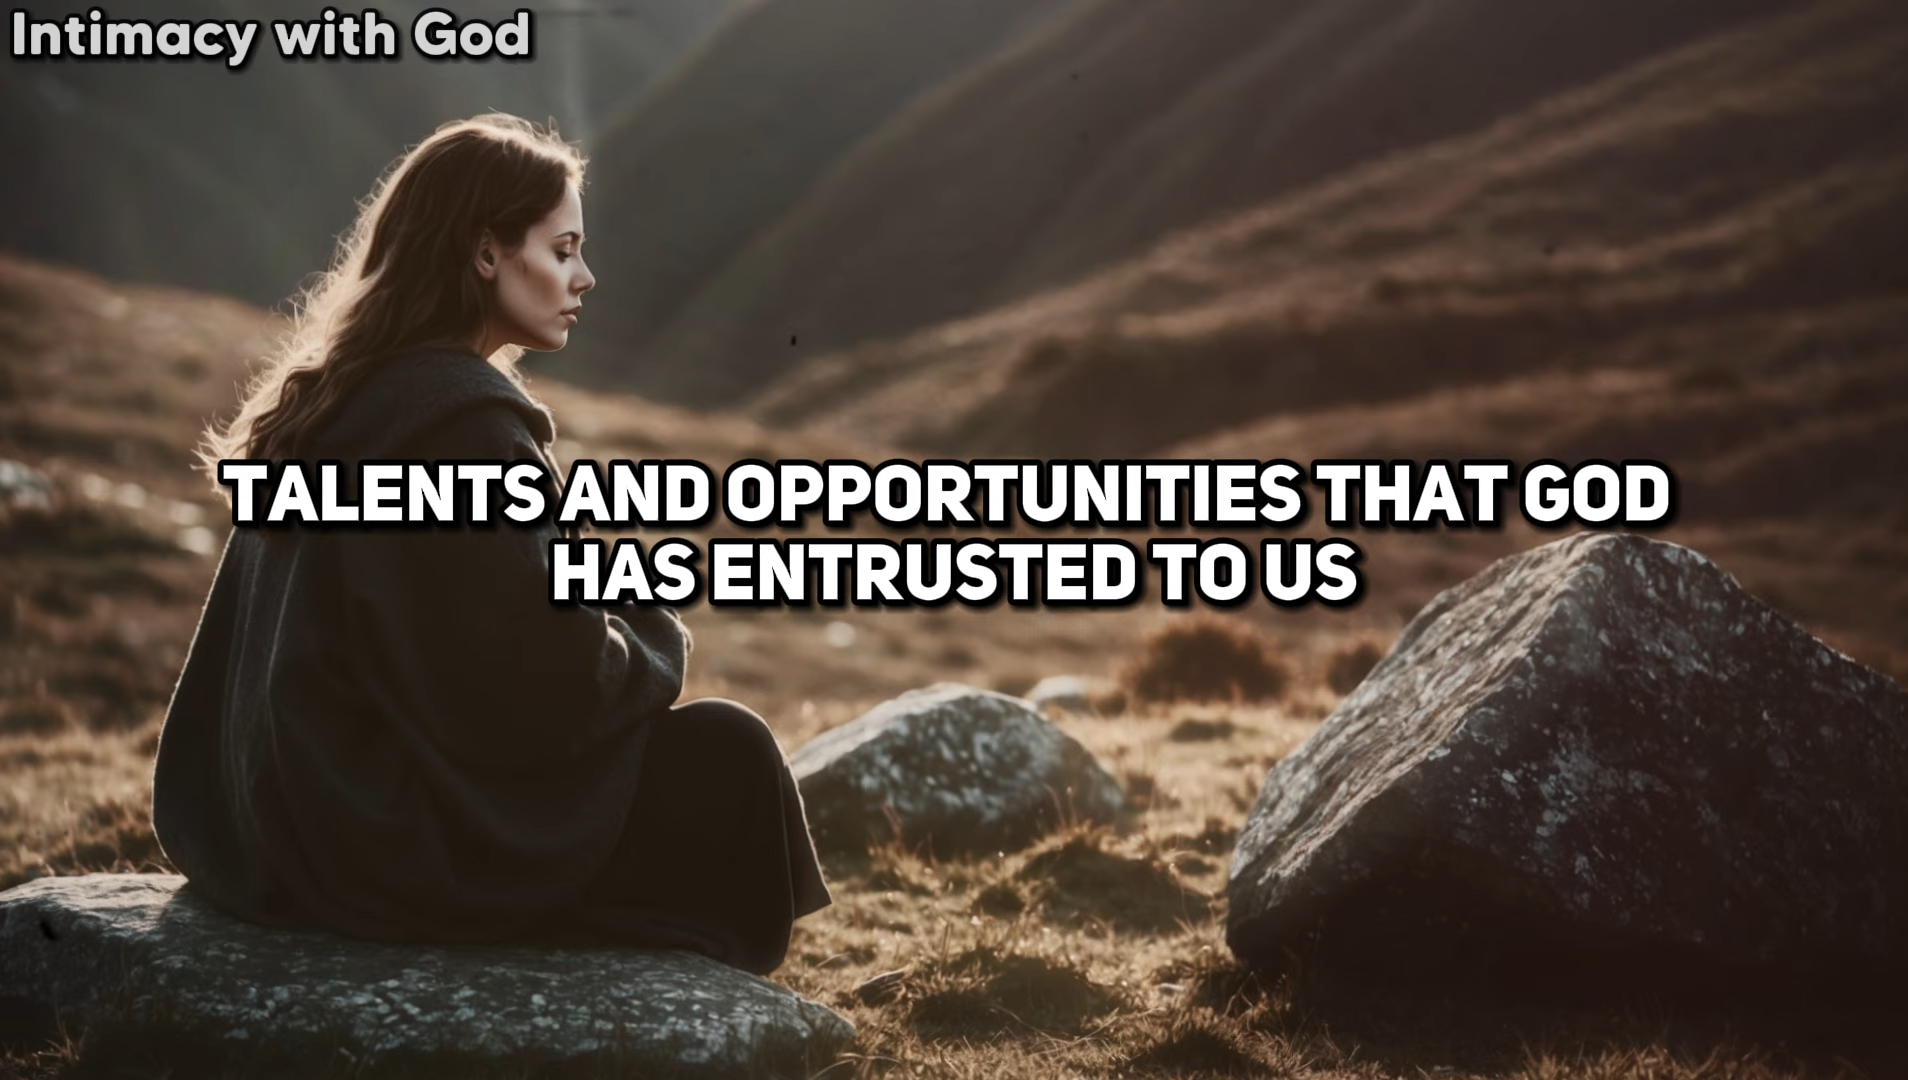 Intimacy with God
TALENTS AND OPPORTUNITIES THAT GOD
HAS ENTRUSTED TO US